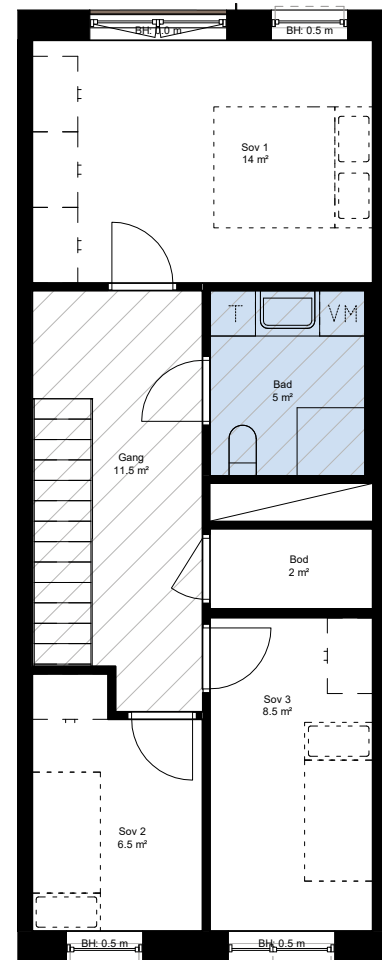 BH: 0.0 m
BH: 0.5 m
Sov 1
14 m²
T
VM
Bad
5 m²
Gang
11.5 m²
Bod
2 m²
Sov 3
8.5 m²
Sov 2
6.5 m²
BH: 0.5 m
BH: 0.5 m